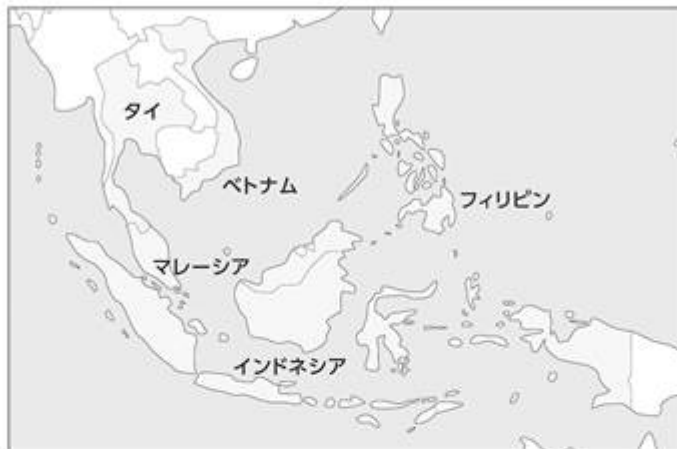 タイ
ベトナム
フィリピン
マレーシア
インドネシア